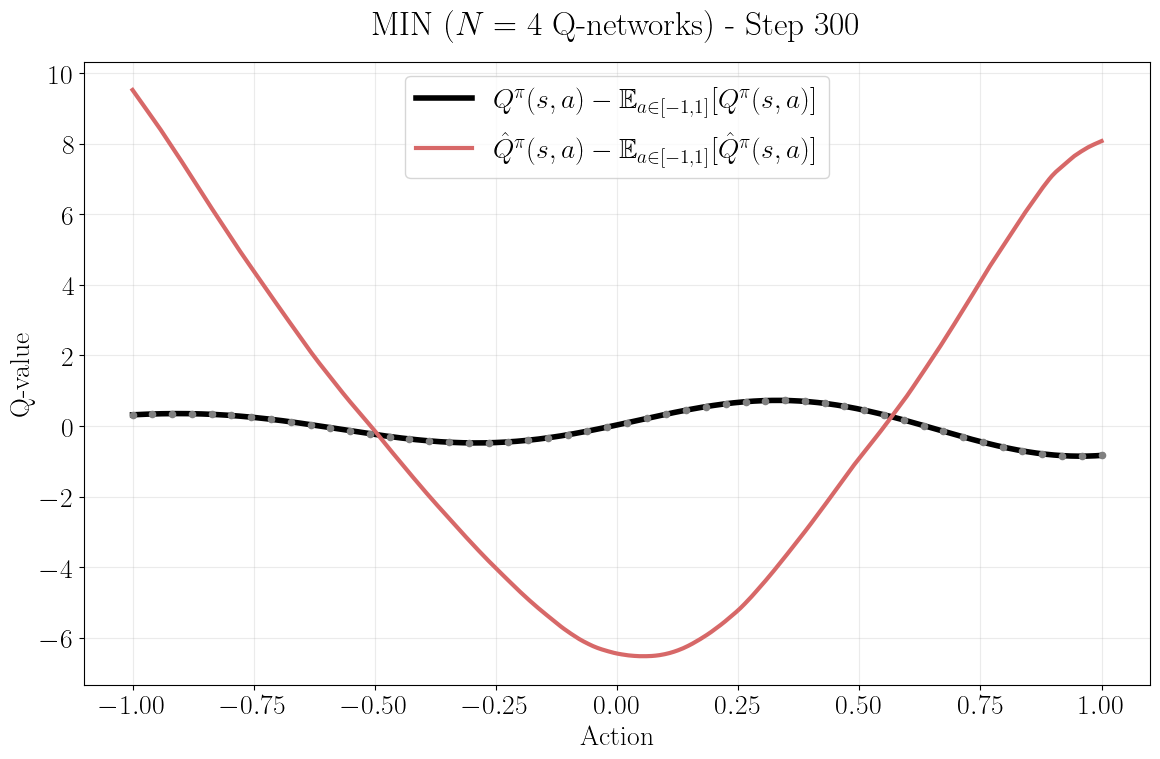 MIN ($N = 4$ Q-networks) - Step 300
$Q^{\pi}(s, a) - \mathbb{E}_{a \in [-1,1]}[Q^{\pi}(s, a)]$
$\hat{Q}^{\pi}(s, a) - \mathbb{E}_{a \in [-1,1]}[\hat{Q}^{\pi}(s, a)]$
10
8
6
4
2
0
−2
−4
−6
Q-value
−1.00 −0.75 −0.50 −0.25 0.00 0.25 0.50 0.75 1.00
Action